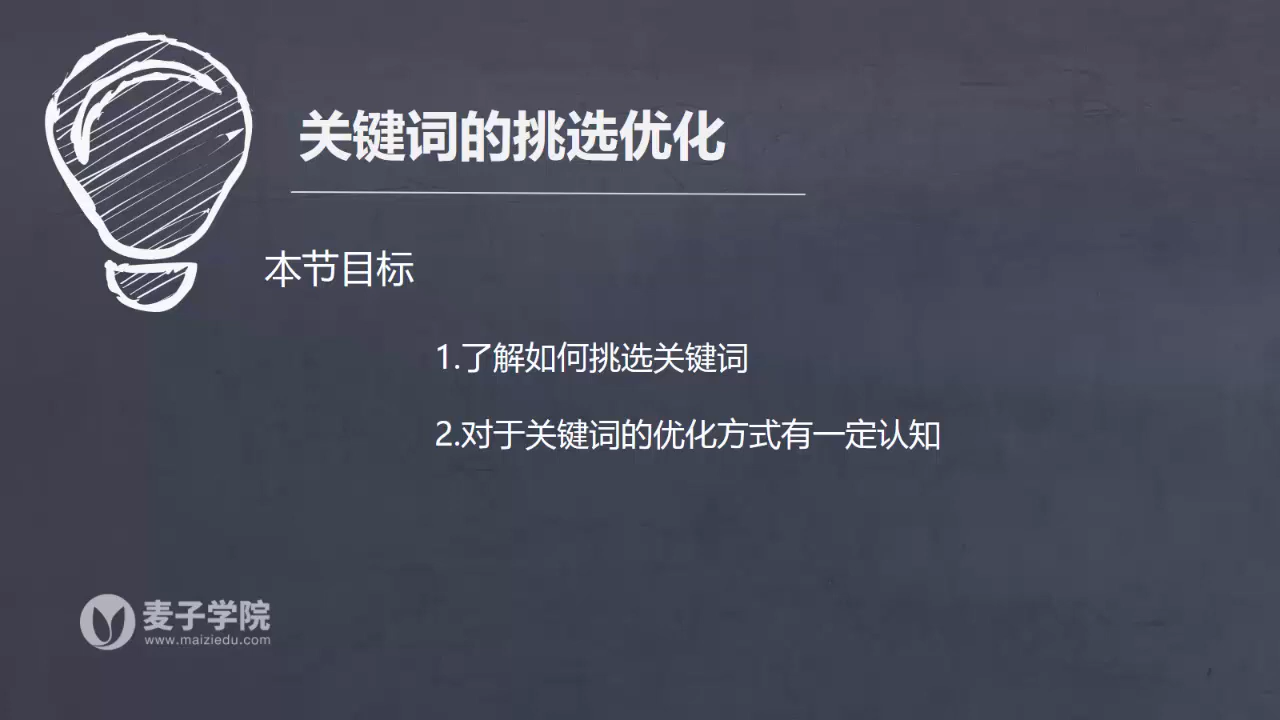 关键词的挑选优化
本节目标
1.了解如何挑选关键词
2.对于关键词的优化方式有一定认知
麦子学院
www.maiziedu.com